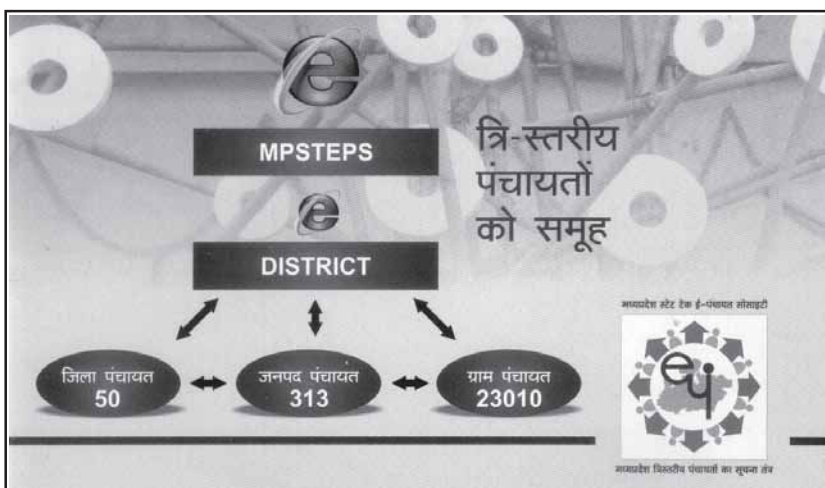 MPSTEPS
त्रि-स्तरीय
पंचायतों
को समूह
DISTRICT
जिला पंचायत
50
जनपद पंचायत
313
ग्राम पंचायत
23010
मध्यप्रदेश स्टेट टेक ई-पंचायत सोसाइटी
मध्यप्रदेश त्रिस्तरीय पंचायतों का सूचना तंत्र